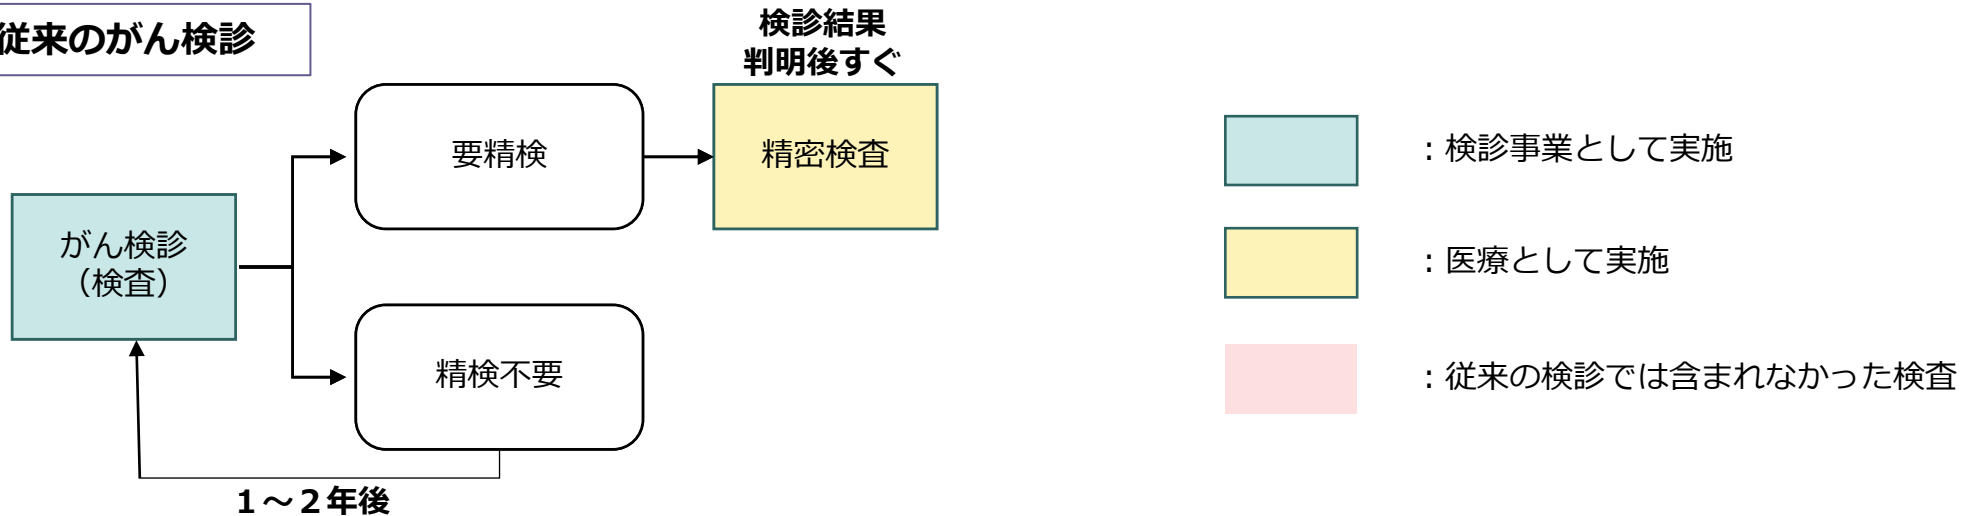 従来のがん検診
検診結果
判明後すぐ
要精検
精密検査
がん検診
（検査）
精検不要
１～２年後
：検診事業として実施
：医療として実施
：従来の検診では含まれなかった検査